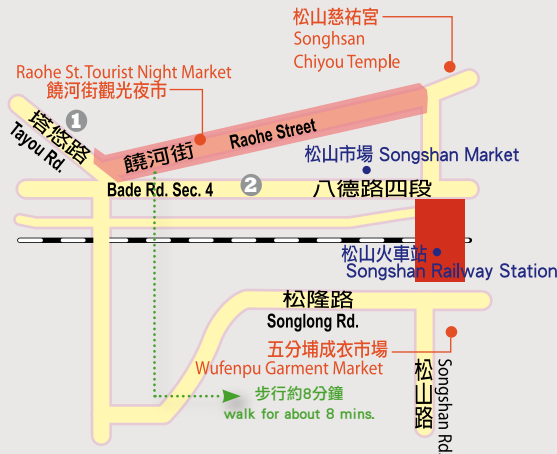 松山慈祐宮
Songhsan
Chiyou Temple
Raohe St.Tourist Night Market
饒河街觀光夜市
1
塔悠路
Tayou Rd.
饒河街
Raohe Street
松山市場 Songshan Market
Bade Rd. Sec. 4
2
八德路四段
松山火車站
Songshan Railway Station
松隆路
Songlong Rd.
五分埔成衣市場
Wufenpu Garment Market
松山路
Songshan Rd.
步行約8分鐘
walk for about 8 mins.